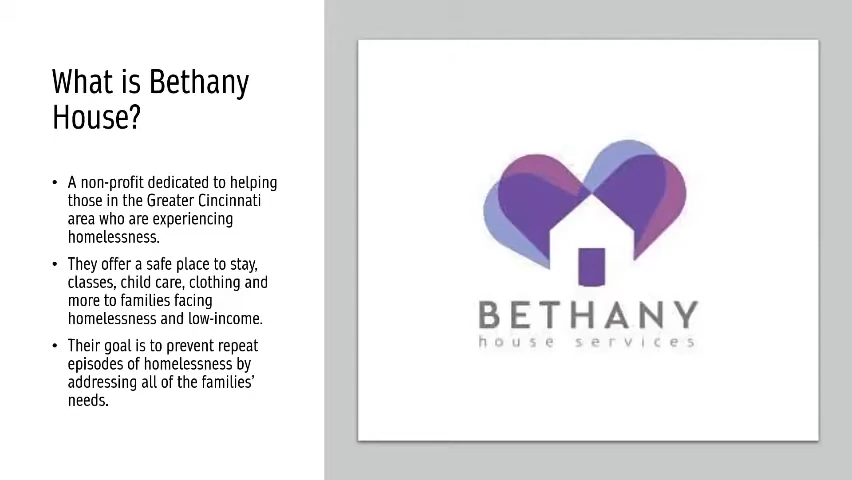 What is Bethany
House?
• A non-profit dedicated to helping
those in the Greater Cincinnati
area who are experiencing
homelessness.
• They offer a safe place to stay,
classes, child care, clothing and
more to families facing
homelessness and low-income.
• Their goal is to prevent repeat
episodes of homelessness by
addressing all of the families’
needs.
BETHANY
house services